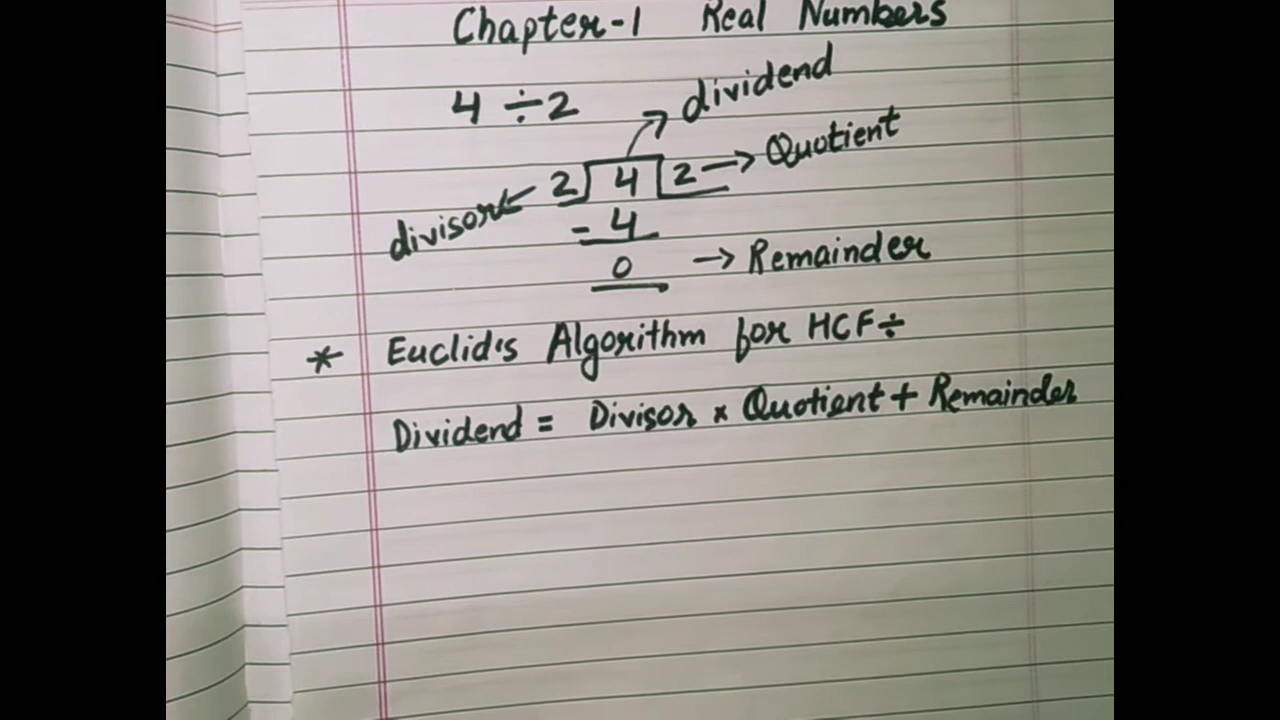 Chapter-1 Real Numbers
4 ÷ 2
dividend
2 ) 4 ( 2 → Quotient
divisor
- 4
0 → Remainder
* Euclid's Algorithm for HCF ÷
Dividend = Divisor × Quotient + Remainder